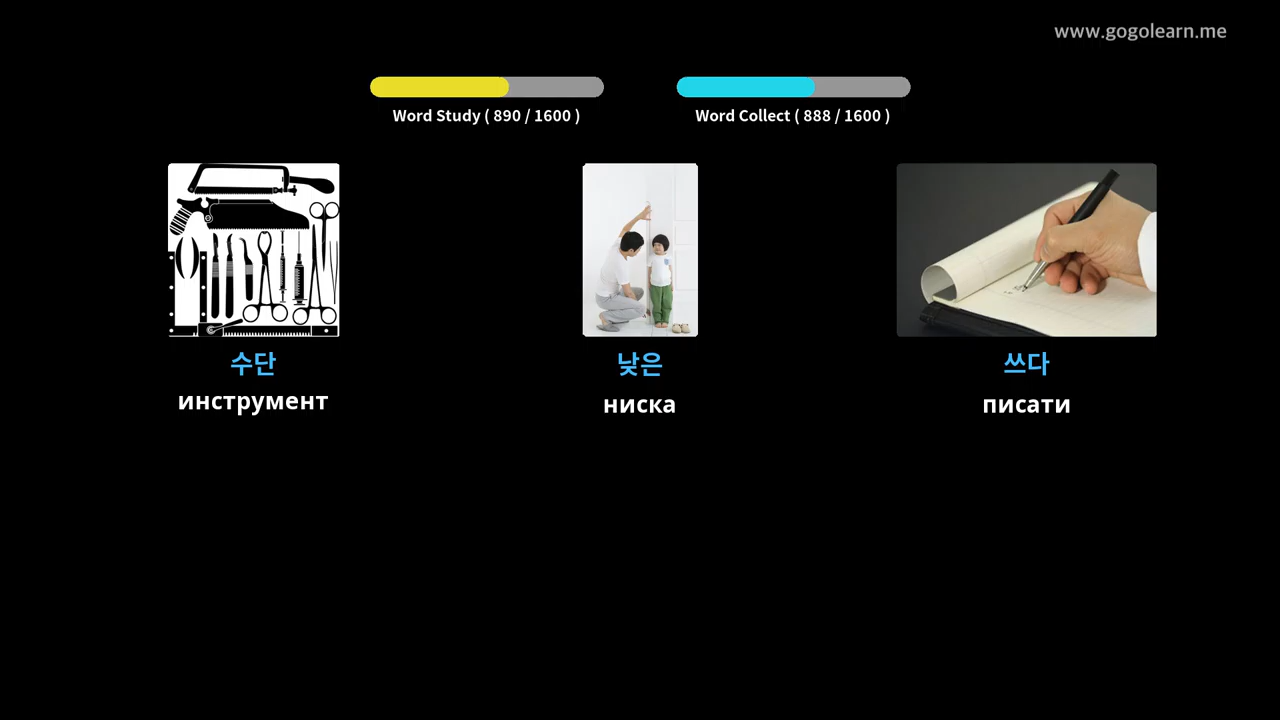 www.gogolearn.me
Word Study ( 890 / 1600 )
Word Collect ( 888 / 1600 )
수단
инструмент
낮은
ниска
쓰다
писати